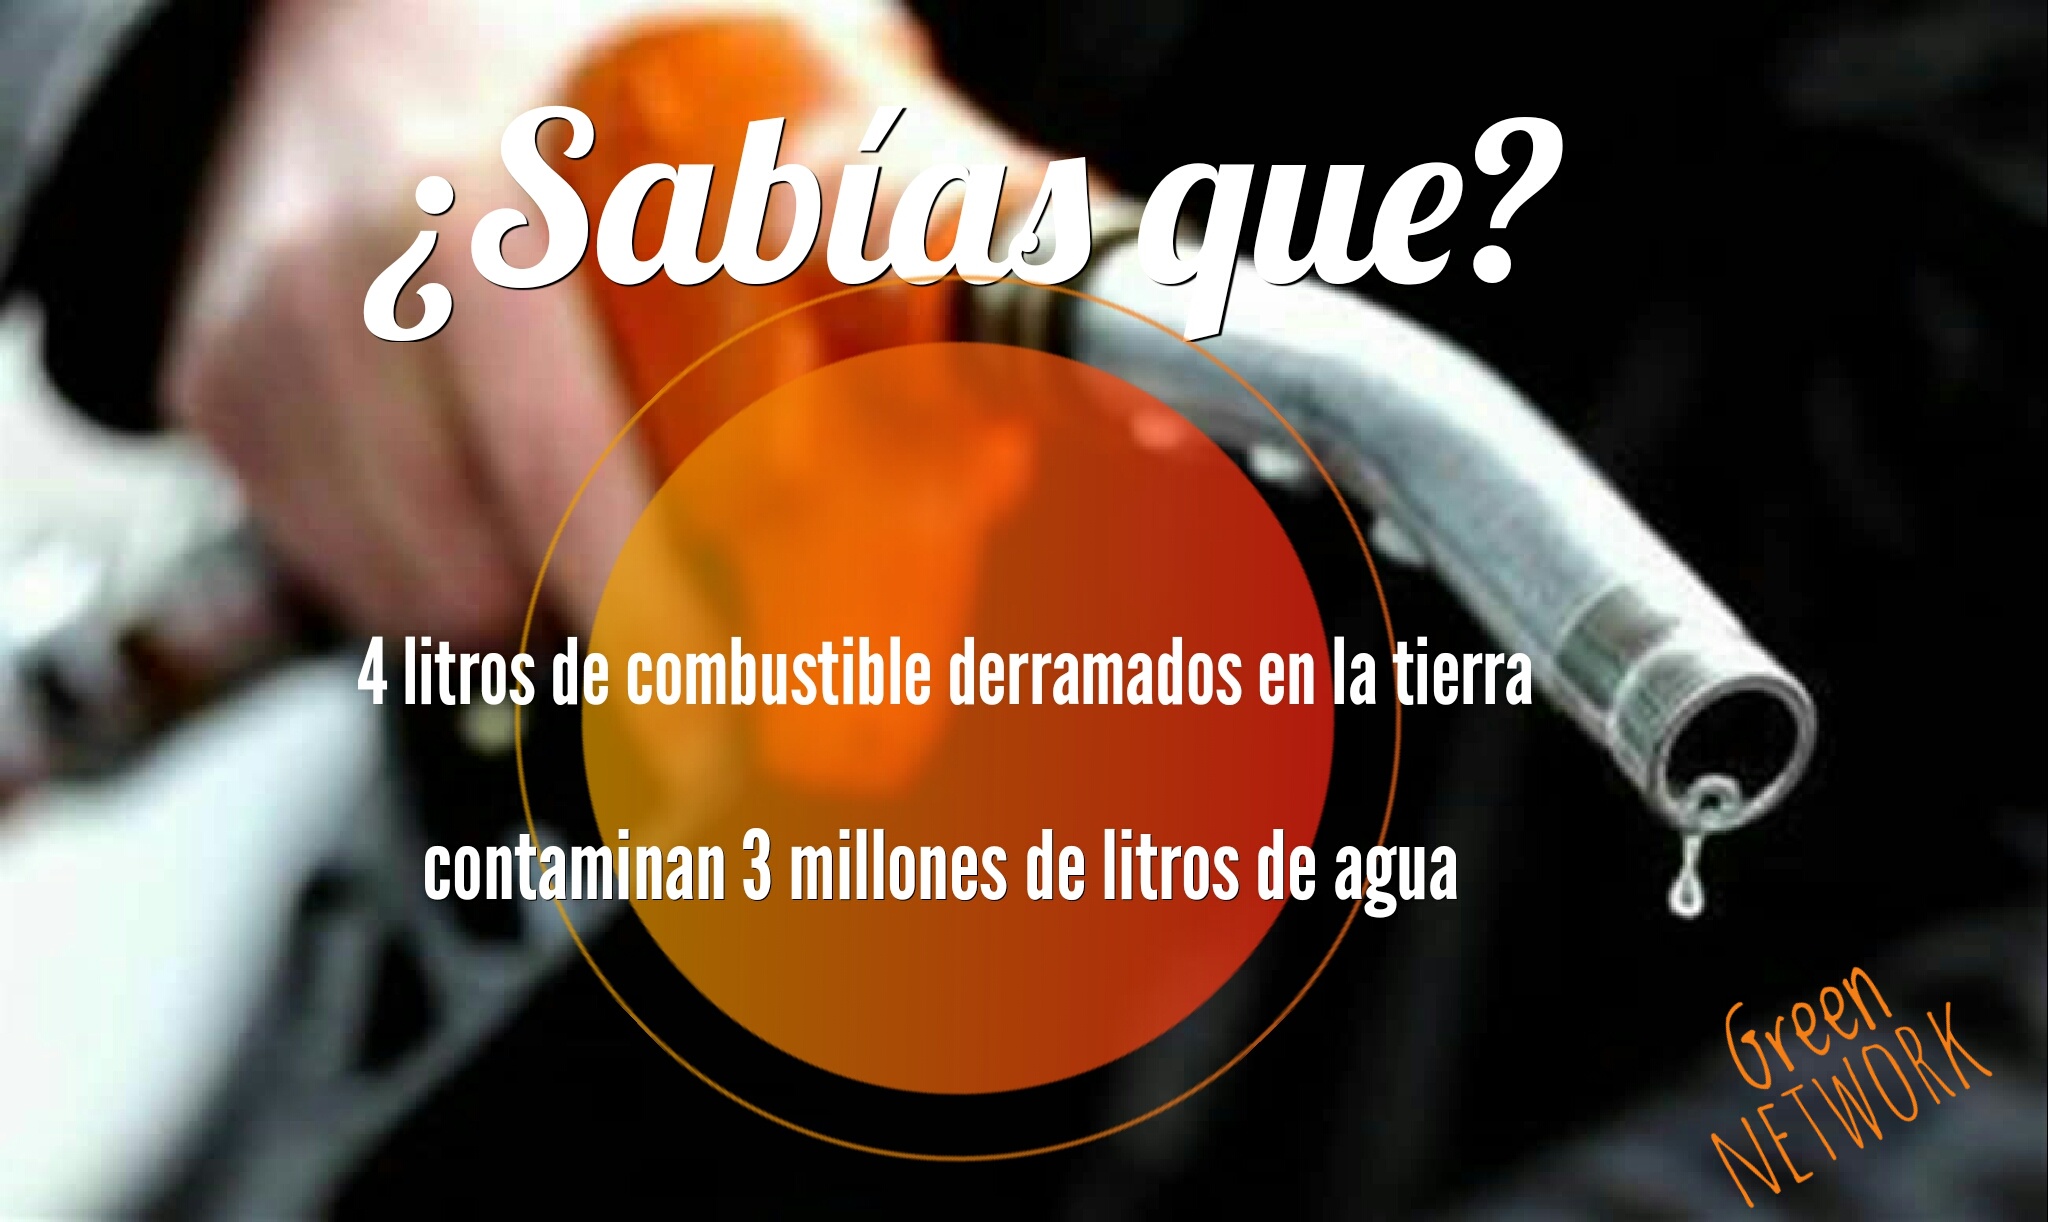 ¿Sabías que?
4 litros de combustible derramados en la tierra
contaminan 3 millones de litros de agua
Green
NETWORK